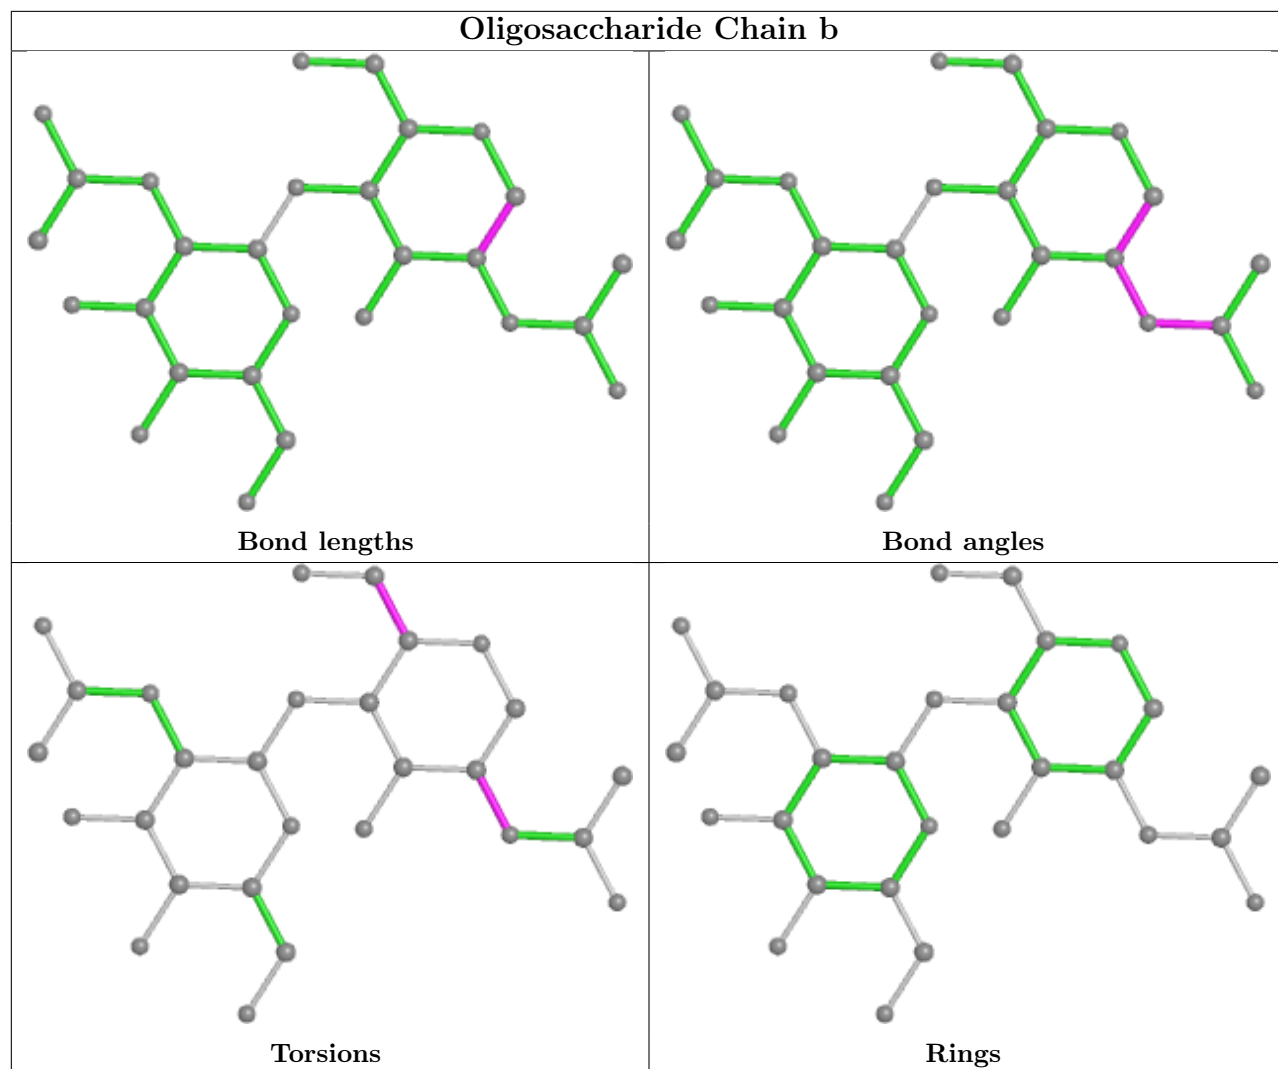 Oligosaccharide Chain b
Bond lengths
Bond angles
Torsions
Rings